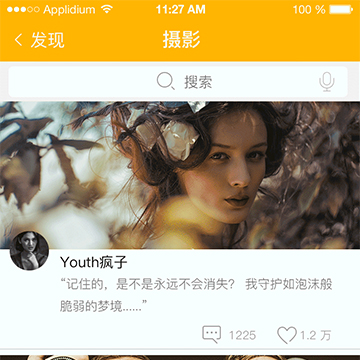 Applidium 11:27 AM 100 %
发现 摄影
搜索
Youth疯子
“记住的，是不是永远不会消失？ 我守护如泡沫般
脆弱的梦境......”
1225 1.2 万